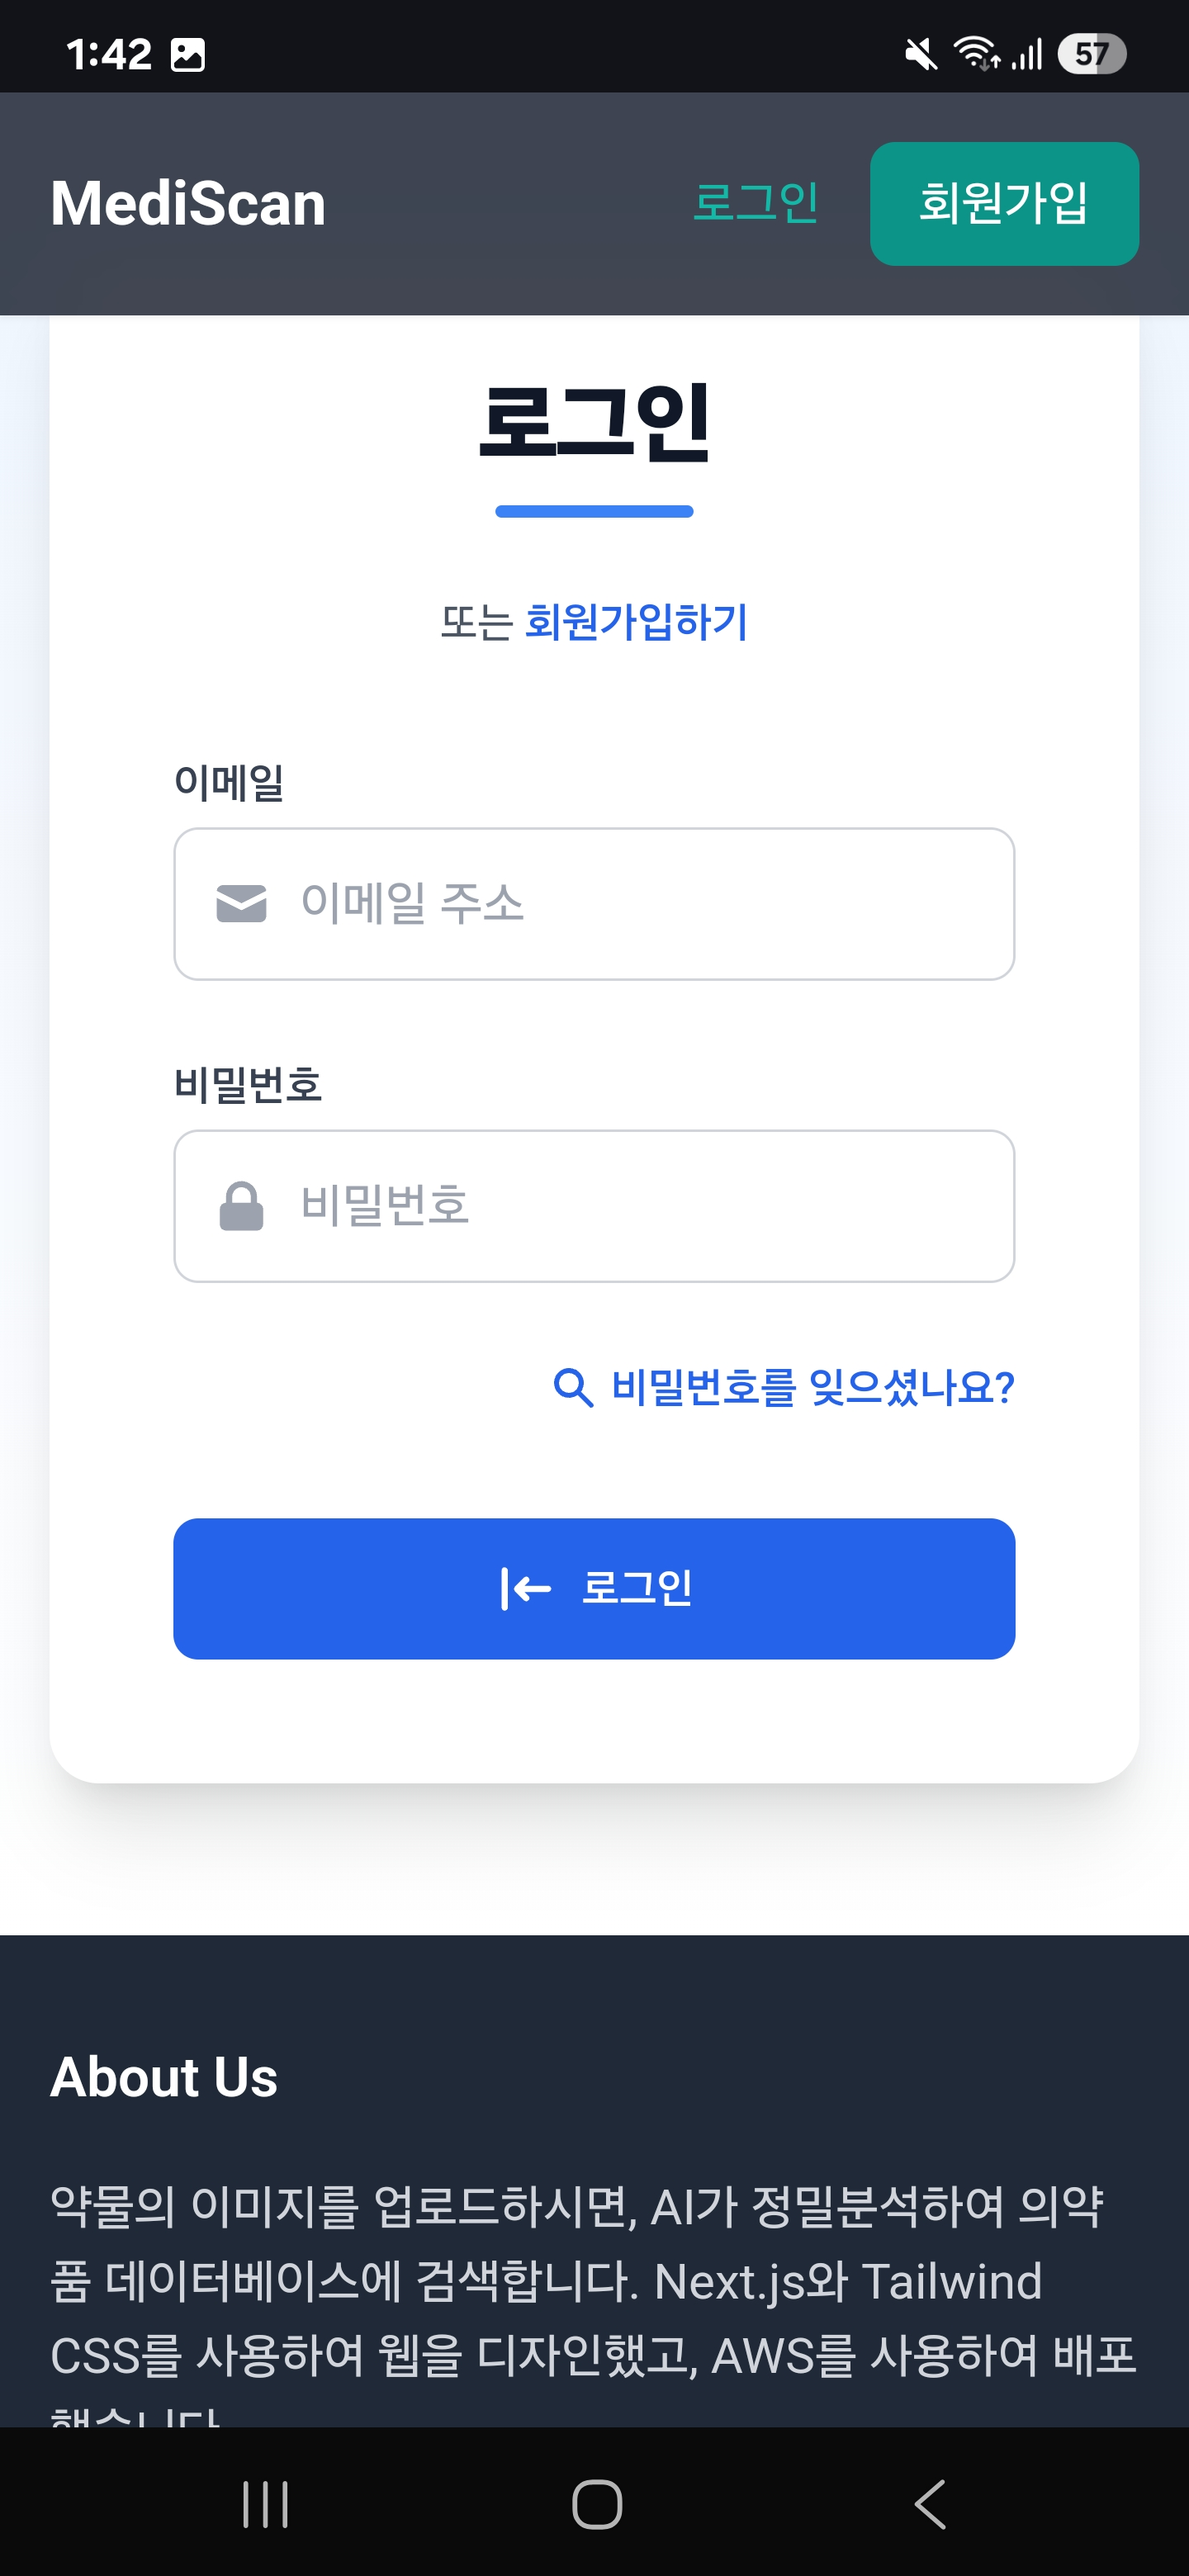 1:42
57
MediScan
로그인
회원가입
로그인
또는 회원가입하기
이메일
이메일 주소
비밀번호
비밀번호
비밀번호를 잊으셨나요?
로그인
About Us
약물의 이미지를 업로드하시면, AI가 정밀분석하여 의약
품 데이터베이스에 검색합니다. Next.js와 Tailwind
CSS를 사용하여 웹을 디자인했고, AWS를 사용하여 배포